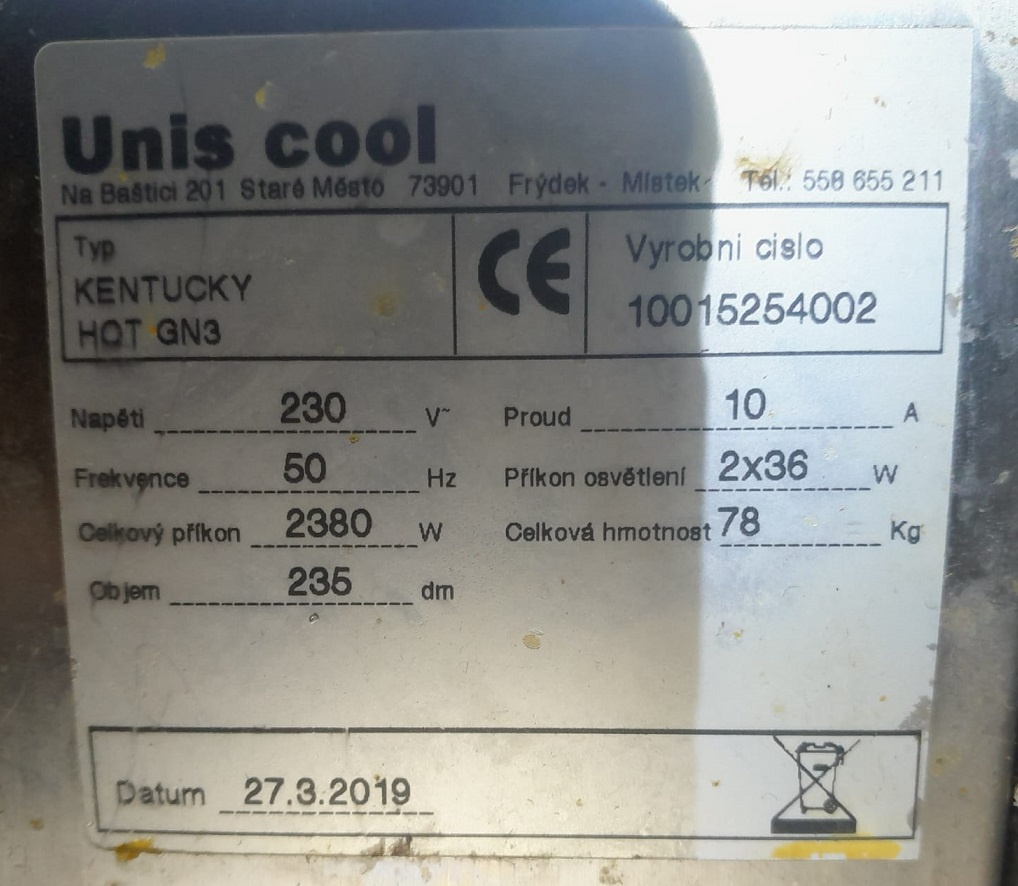 Unis cool
Na Baštici 201 Staré Město 73901 Frýdek - Místek Tel.: 558 655 211
Typ
KENTUCKY
HOT GN3
CE
Vyrobni cislo
10015254002
Napěti 230 V~ Proud 10 A
Frekvence 50 Hz Příkon osvětlení 2x36 W
Celkový příkon 2380 W Celková hmotnost 78 Kg
Objem 235 dm
Datum 27.3.2019